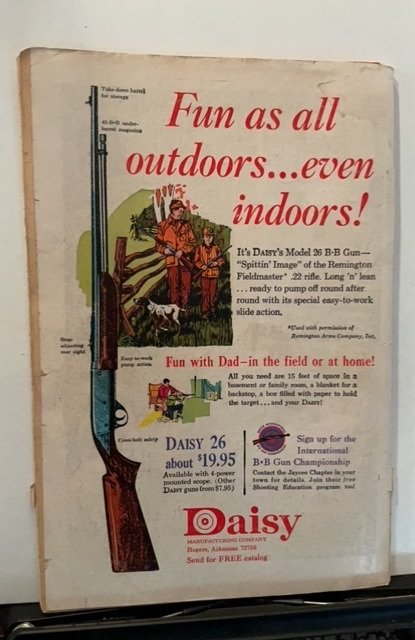 Take-down barrel
for storage
45-B•B under-
barrel magazine
Fun as all
outdoors...even
indoors!
It's DAISY'S Model 26 B•B Gun—
"Spittin' Image" of the Remington
Fieldmaster* .22 rifle. Long 'n' lean
... ready to pump off round after
round with its special easy-to-work
slide action.
*Used with permission of
Remington Arms Company, Inc.
Step-
adjusting
rear sight
Easy-to-work
pump action
Fun with Dad—in the field or at home!
All you need are 15 feet of space in a
basement or family room, a blanket for a
backstop, a box filled with paper to hold
the target . . . and your DAISY!
Cross-bolt safety
DAISY 26
about $19.95
Available with 4-power
mounted scope. (Other
DAISY guns from $7.95)
Sign up for the
International
B•B Gun Championship
Contact the Jaycee Chapter in your
town for details. Join their free
Shooting Education program too!
Daisy
MANUFACTURING COMPANY
Rogers, Arkansas 72756
Send for FREE catalog